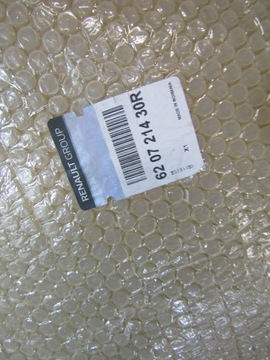 RENAULT GROUP
62 07 214 30R
MADE IN ROMANIA
X1